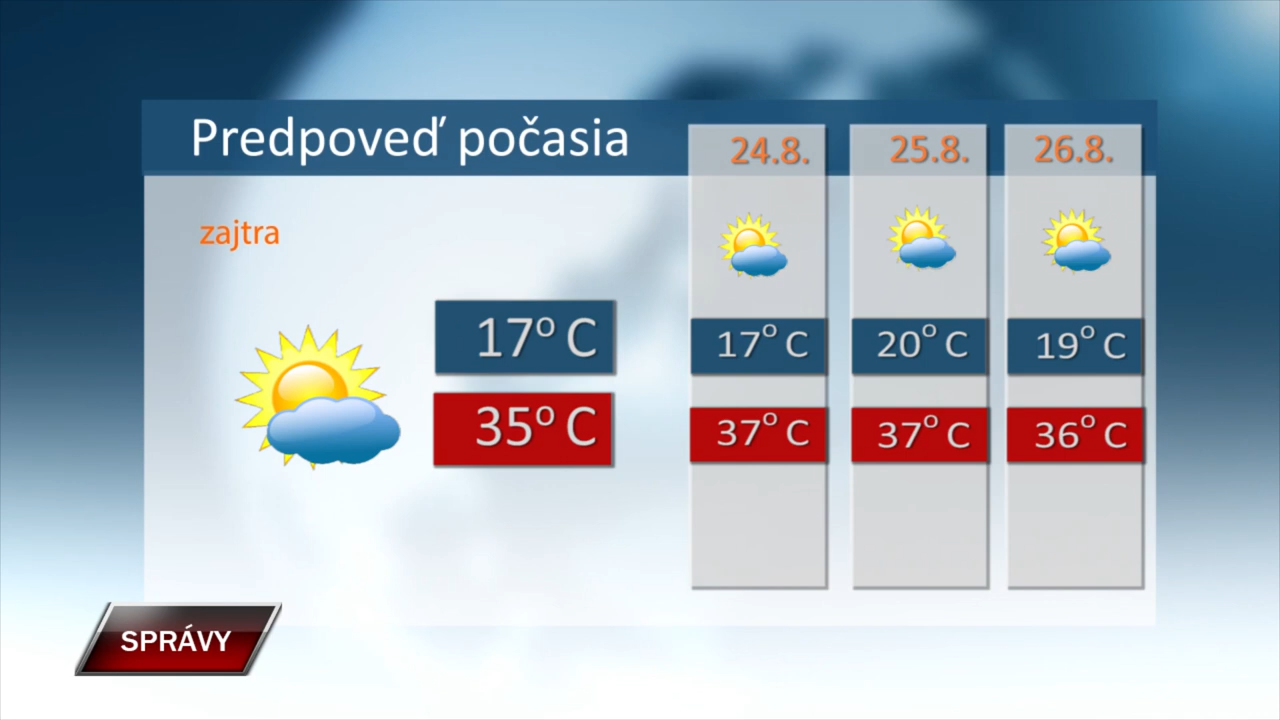 Predpoveď počasia
zajtra
17° C
35° C
24.8.
17° C
37° C
25.8.
20° C
37° C
26.8.
19° C
36° C
SPRÁVY